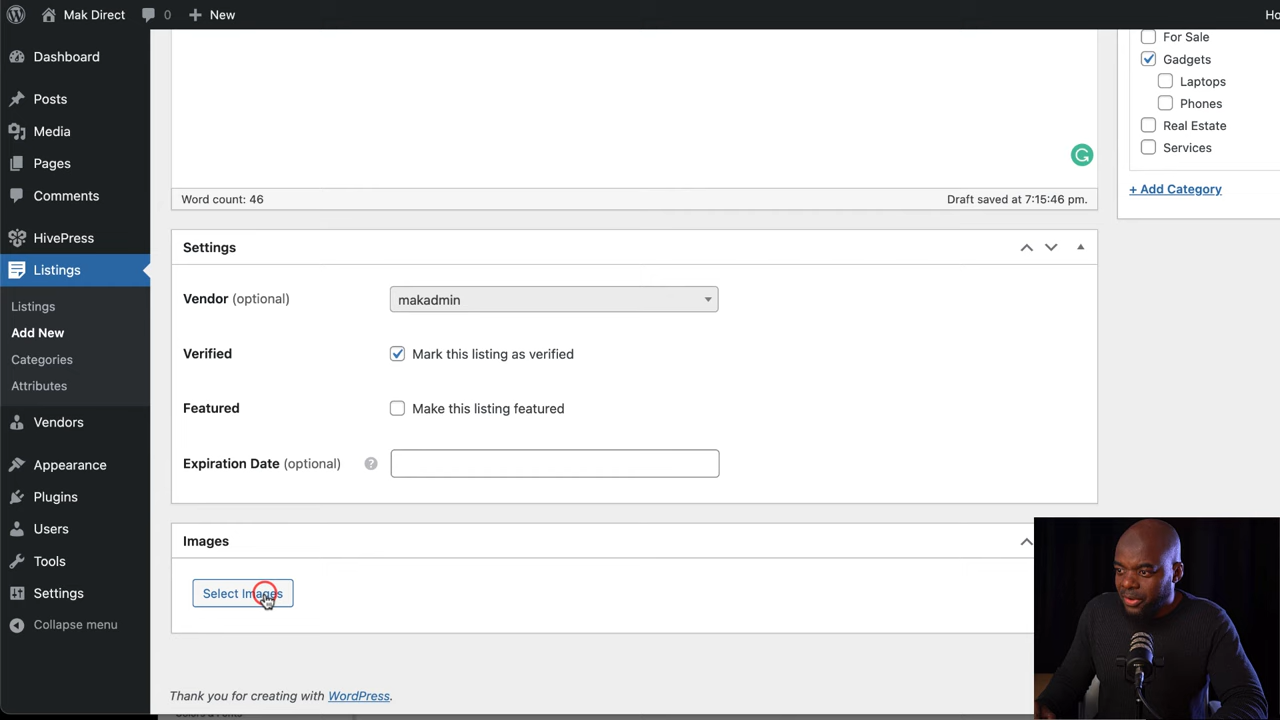 Mak Direct
0
New
Ho
Dashboard
Posts
Media
Pages
Comments
HivePress
Listings
Listings
Add New
Categories
Attributes
Vendors
Appearance
Plugins
Users
Tools
Settings
Collapse menu
Word count: 46
Draft saved at 7:15:46 pm.
Settings
Vendor (optional)
makadmin
Verified
Mark this listing as verified
Featured
Make this listing featured
Expiration Date (optional)
?
Images
Select Images
Thank you for creating with WordPress.
For Sale
Gadgets
Laptops
Phones
Real Estate
Services
+ Add Category